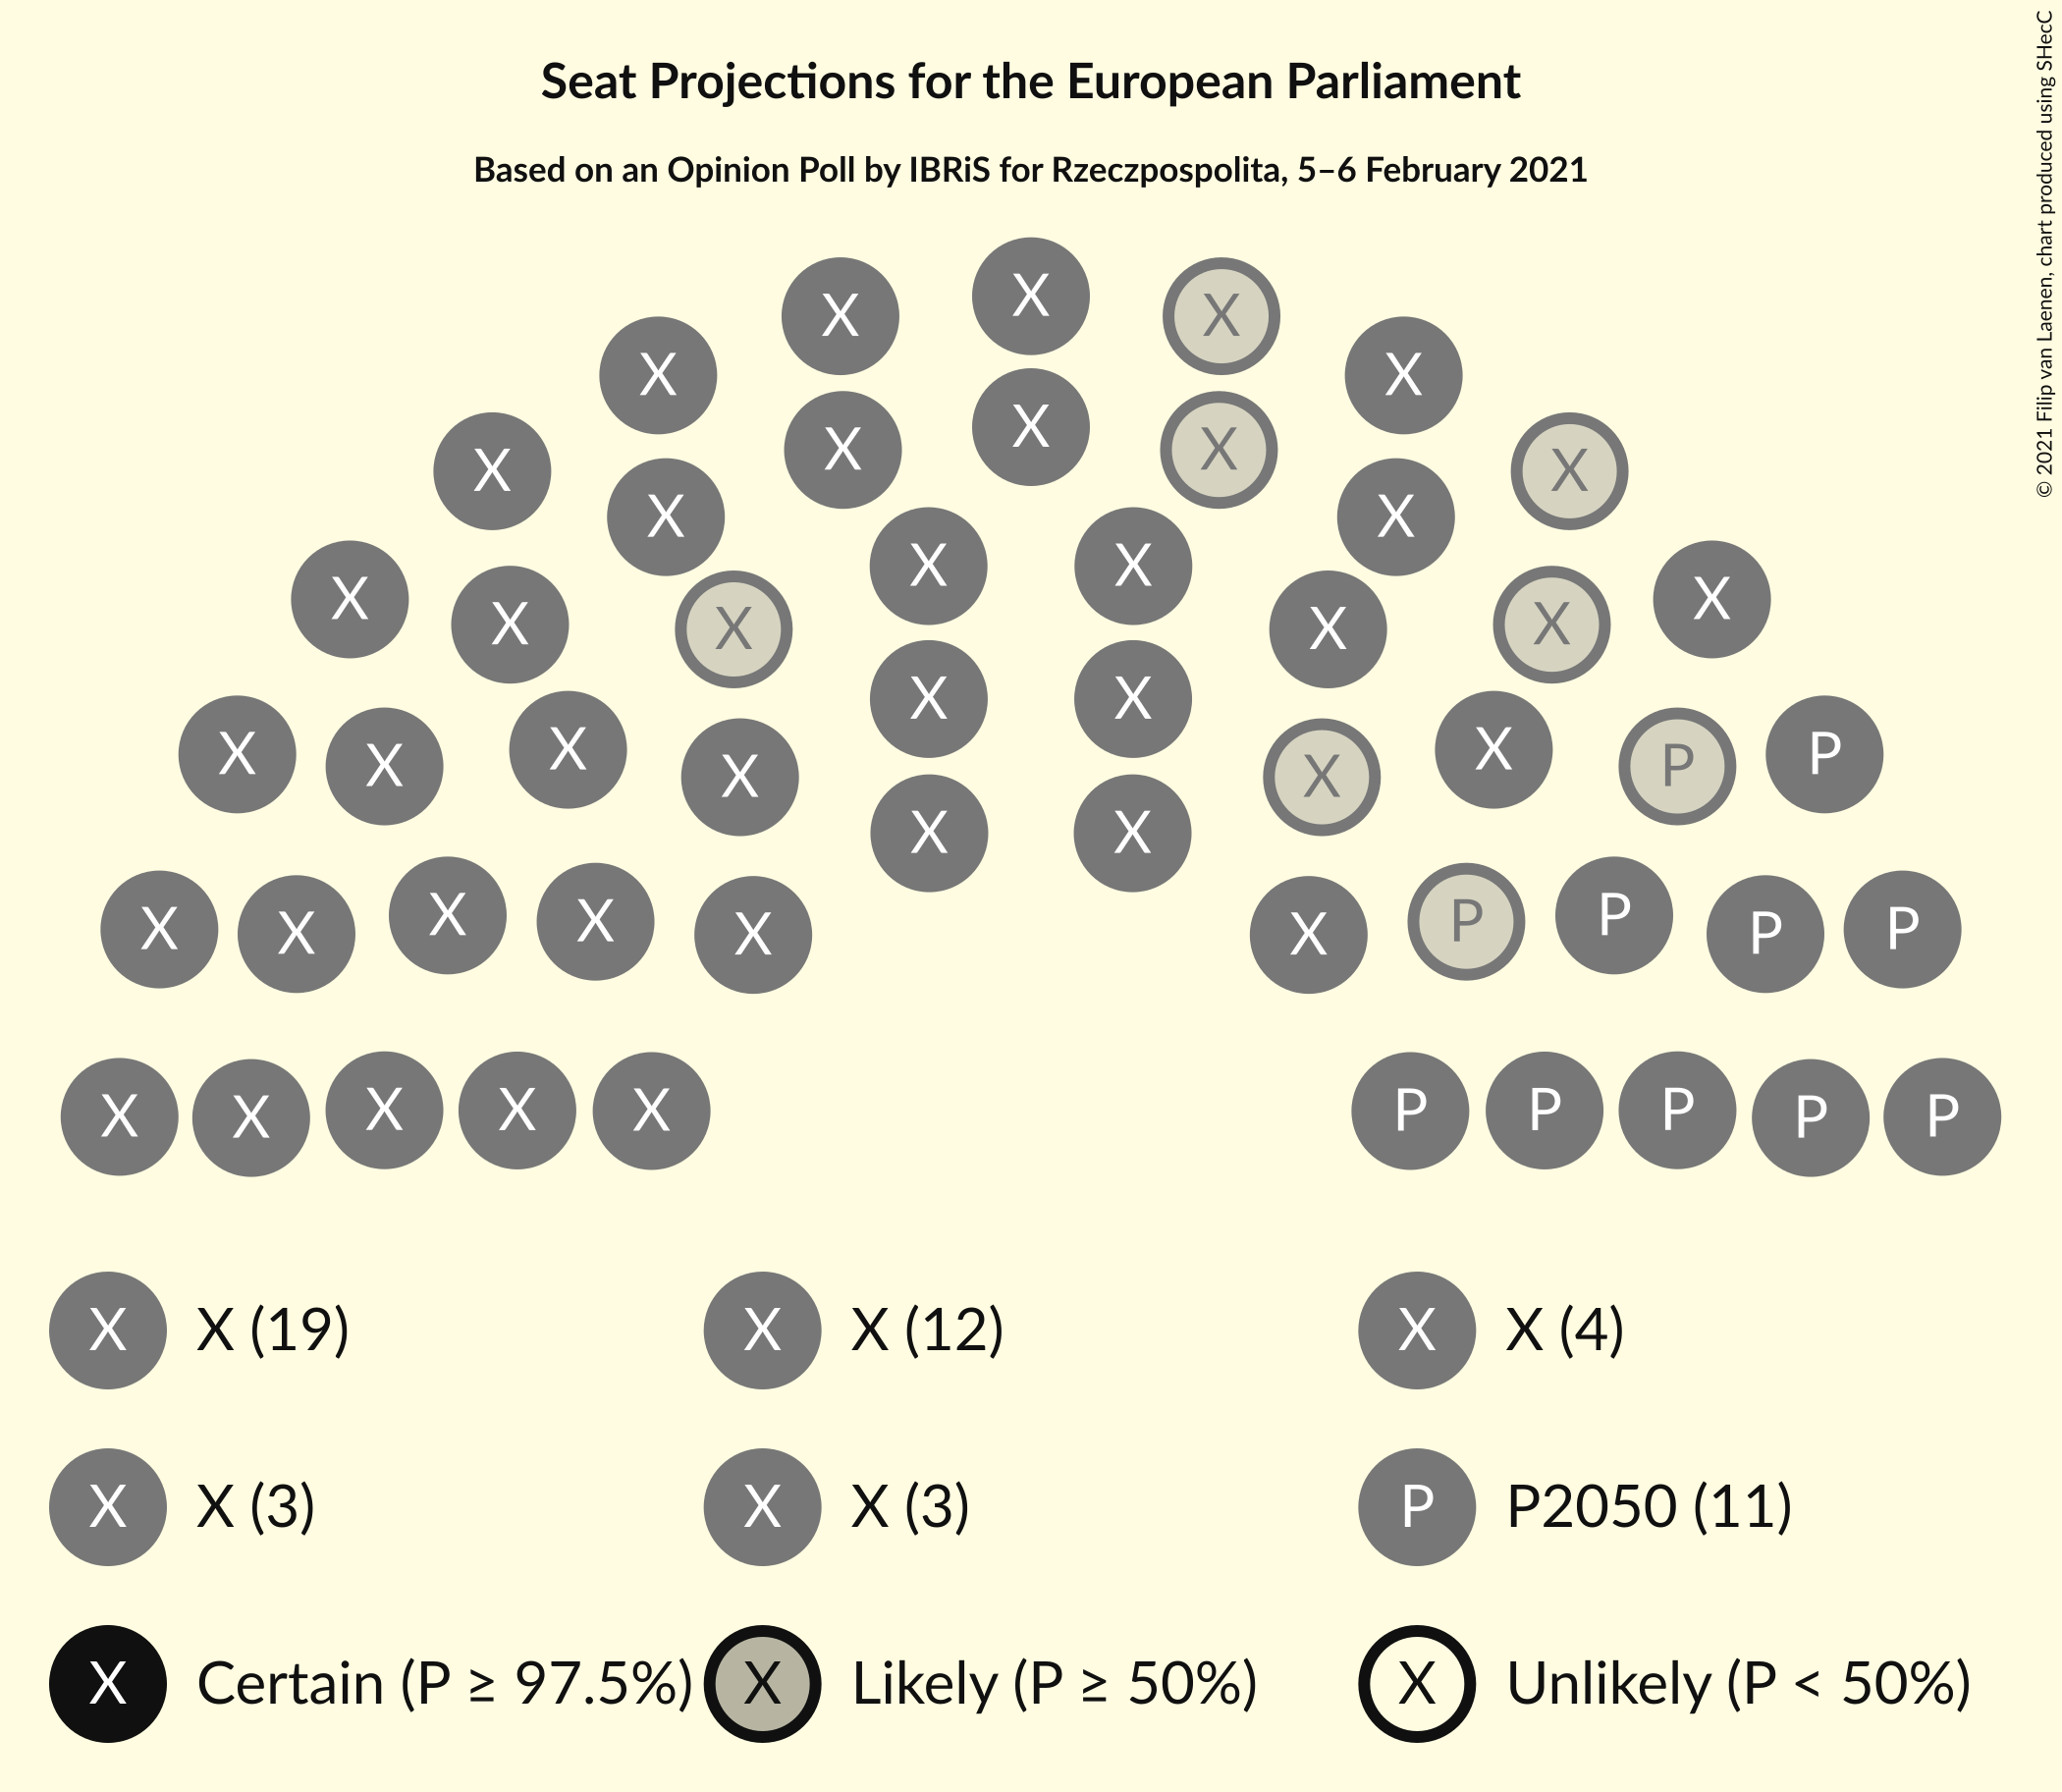 Seat Projections for the European Parliament
Based on an Opinion Poll by IBRiS for Rzeczpospolita, 5–6 February 2021
© 2021 Filip van Laenen, chart produced using SHecC
X
X X
X X
X
X X
X X
X X
X X
X X
X X
X X X X
X X
X X
X P
X X
X X
X P
X X
X X X X X X P P P P
X X X X X P P P P P
X X (19) X X (12) X X (4)
X X (3) X X (3) P P2050 (11)
X Certain (P ≥ 97.5%) X Likely (P ≥ 50%) X Unlikely (P < 50%)